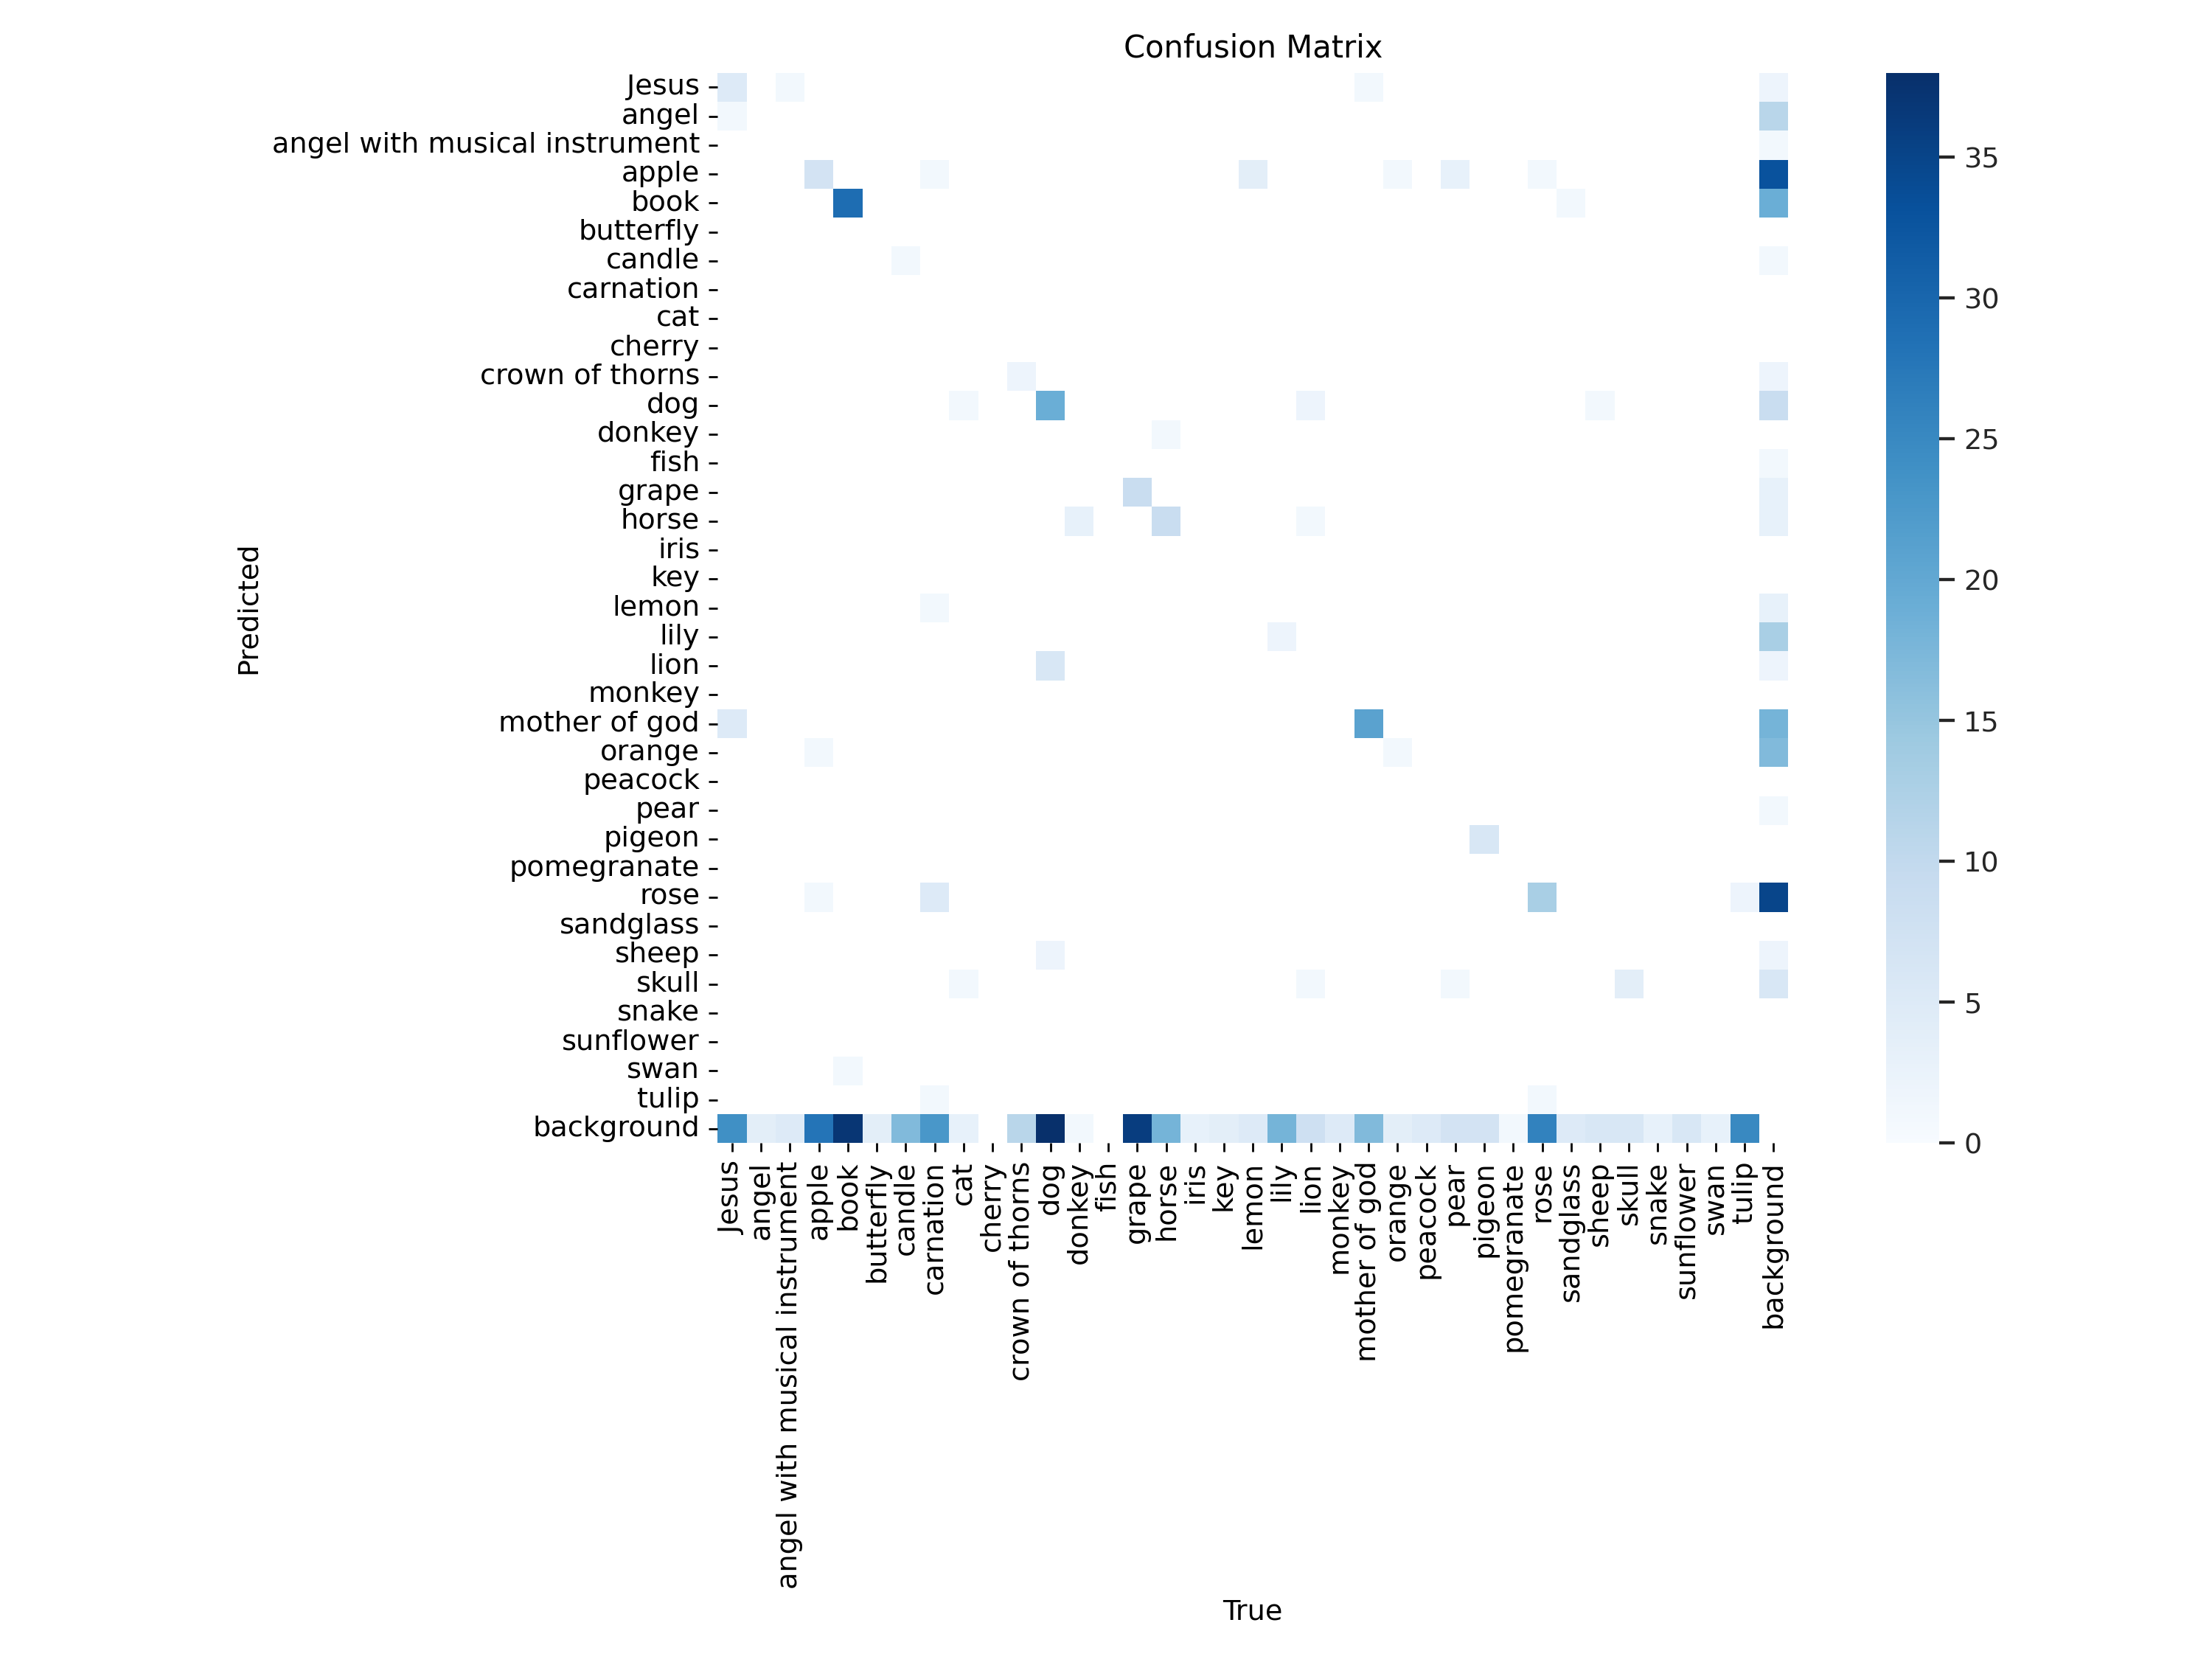 Confusion Matrix
Jesus
angel
angel with musical instrument
apple
book
butterfly
candle
carnation
cat
cherry
crown of thorns
dog
donkey
fish
grape
horse
iris
key
lemon
lily
lion
monkey
mother of god
orange
peacock
pear
pigeon
pomegranate
rose
sandglass
sheep
skull
snake
sunflower
swan
tulip
background
Predicted
Jesus
angel
angel with musical instrument
apple
book
butterfly
candle
carnation
cat
cherry
crown of thorns
dog
donkey
fish
grape
horse
iris
key
lemon
lily
lion
monkey
mother of god
orange
peacock
pear
pigeon
pomegranate
rose
sandglass
sheep
skull
snake
sunflower
swan
tulip
background
True
35
30
25
20
15
10
5
0